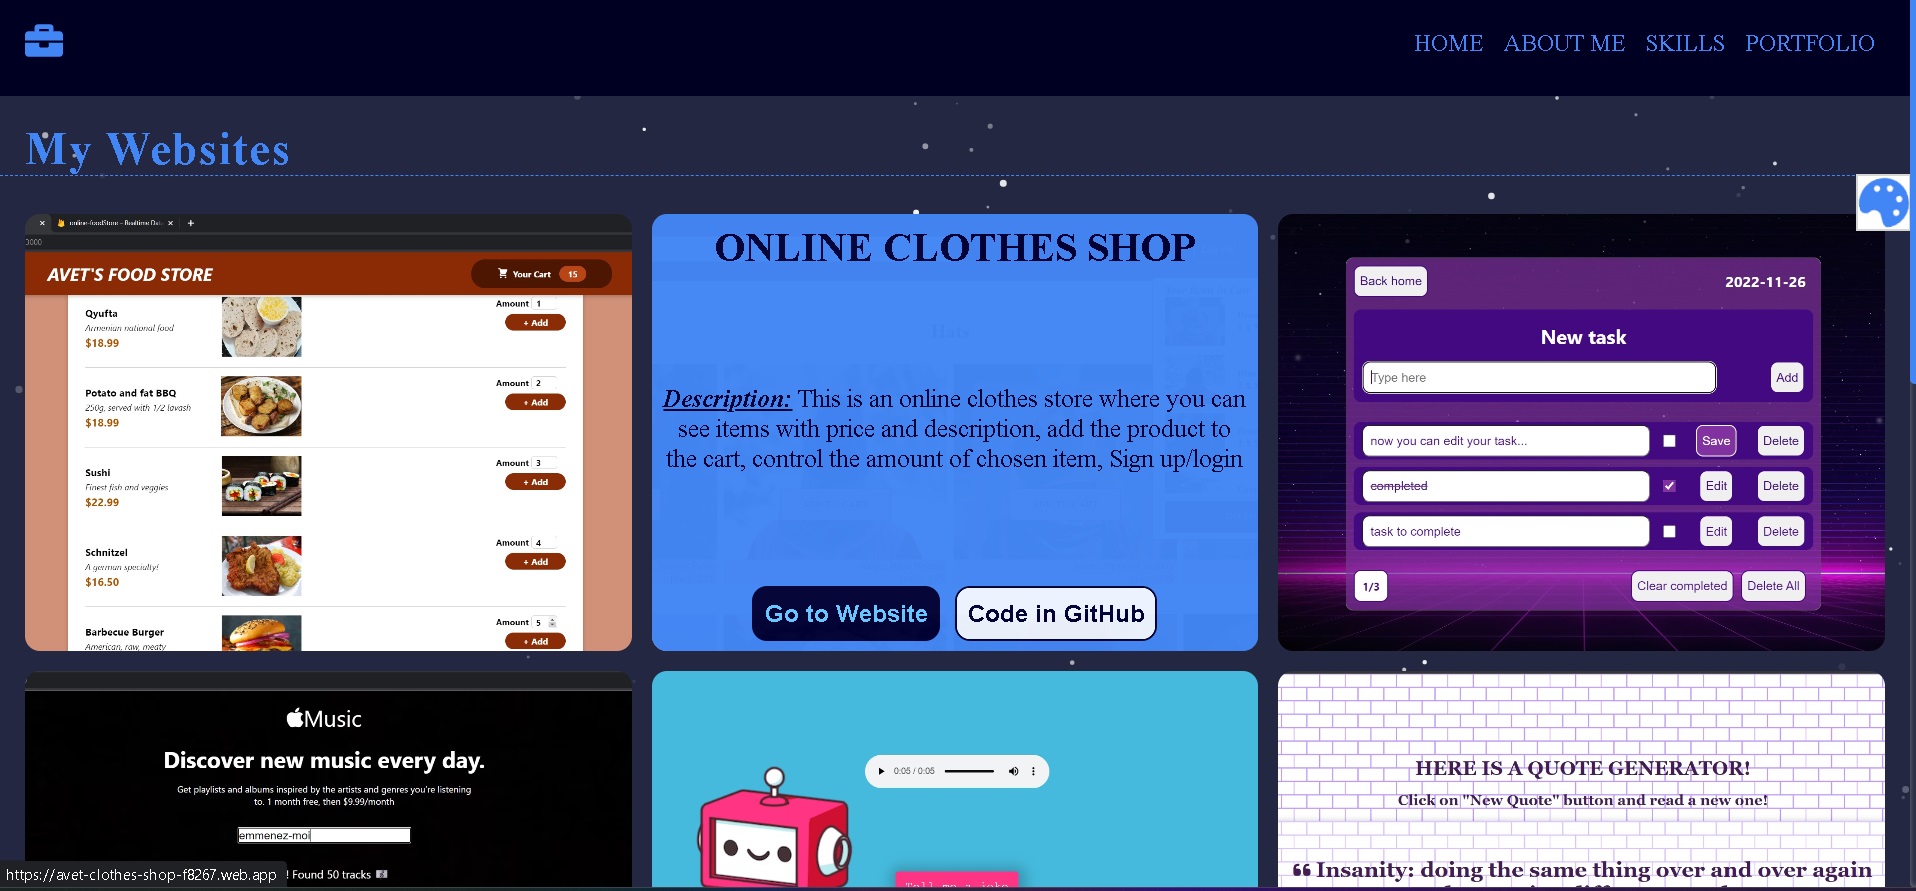 HOME ABOUT ME SKILLS PORTFOLIO
My Websites
online-foodStore - Realtime Data
3000
AVET'S FOOD STORE
Your Cart 15
Qyufta
Armenian national food
$18.99
Amount 1
+ Add
Potato and fat BBQ
250g, served with 1/2 lavash
$18.99
Amount 2
+ Add
Sushi
Finest fish and veggies
$22.99
Amount 3
+ Add
Schnitzel
A german specialty!
$16.50
Amount 4
+ Add
Barbecue Burger
American, raw, meaty
Amount 5
+ Add
ONLINE CLOTHES SHOP
Hats
Description: This is an online clothes store where you can
see items with price and description, add the product to
the cart, control the amount of chosen item, Sign up/login
Go to Website Code in GitHub
Back home 2022-11-26
New task
Type here Add
now you can edit your task... Save Delete
completed Edit Delete
task to complete Edit Delete
1/3 Clear completed Delete All
Music
Discover new music every day.
Get playlists and albums inspired by the artists and genres you're listening
to. 1 month free, then $9.99/month
emmenez-moi
! Found 50 tracks
0:05 / 0:05
Tell me a joke
HERE IS A QUOTE GENERATOR!
Click on "New Quote" button and read a new one!
Insanity: doing the same thing over and over again
https://avet-clothes-shop-f8267.web.app